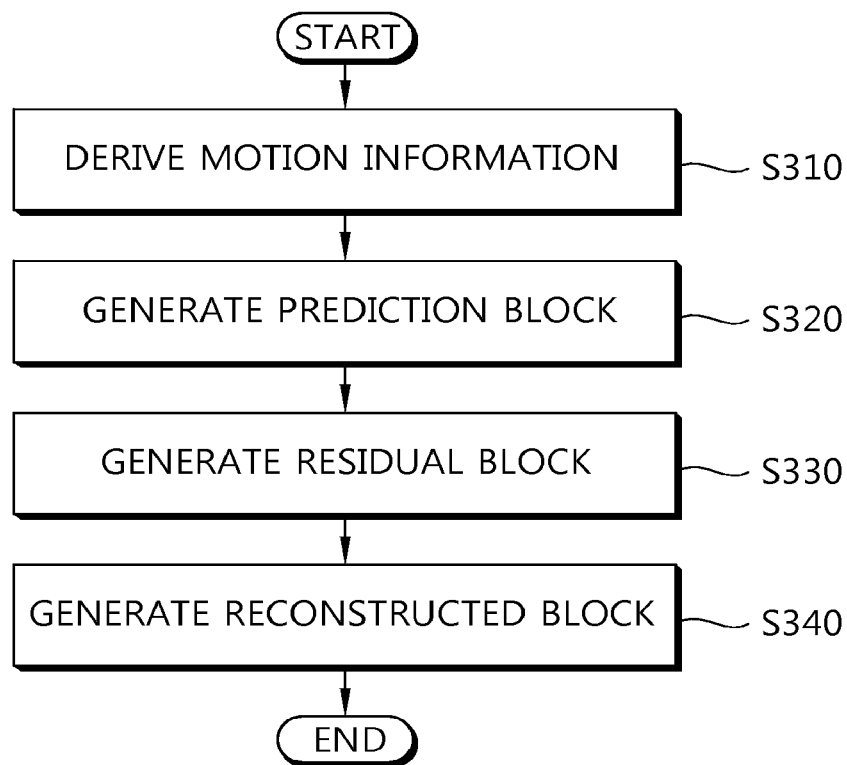 START
DERIVE MOTION INFORMATION
S310
GENERATE PREDICTION BLOCK
S320
GENERATE RESIDUAL BLOCK
S330
GENERATE RECONSTRUCTED BLOCK
S340
END